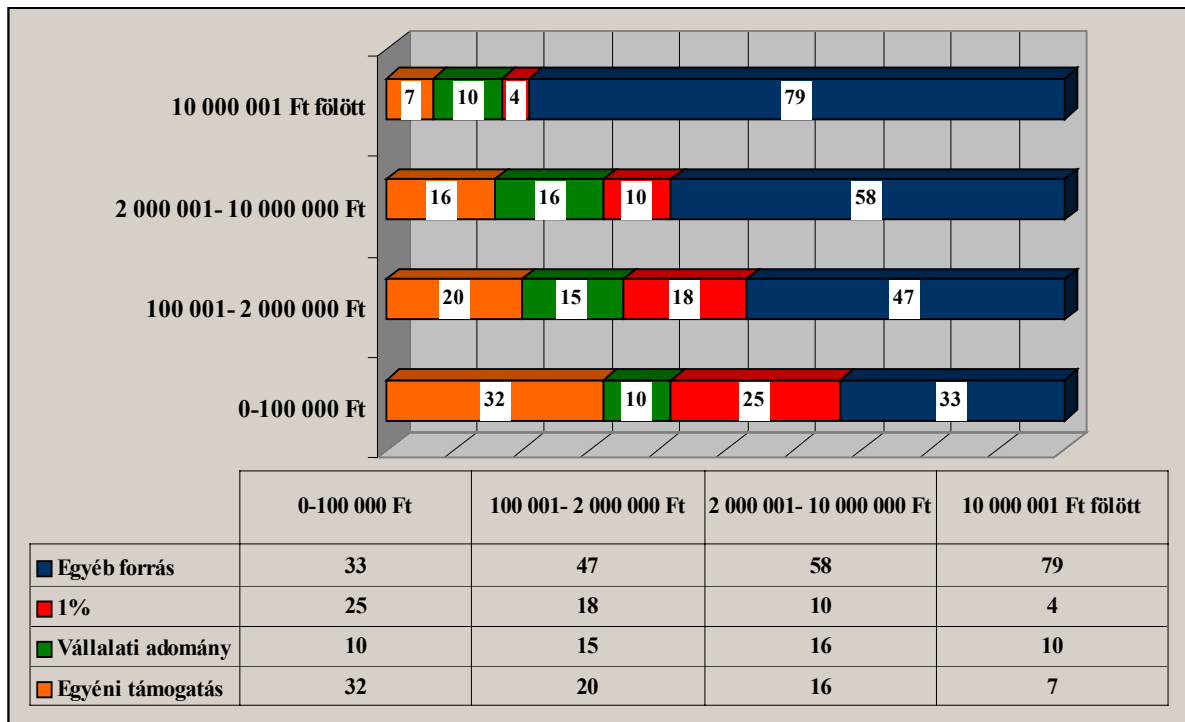 10 000 001 Ft fölött 7 10 4 79
2 000 001- 10 000 000 Ft 16 16 10 58
100 001- 2 000 000 Ft 20 15 18 47
0-100 000 Ft 32 10 25 33
0-100 000 Ft 100 001- 2 000 000 Ft 2 000 001- 10 000 000 Ft 10 000 001 Ft fölött
Egyéb forrás 33 47 58 79
1% 25 18 10 4
Vállalati adomány 10 15 16 10
Egyéni támogatás 32 20 16 7